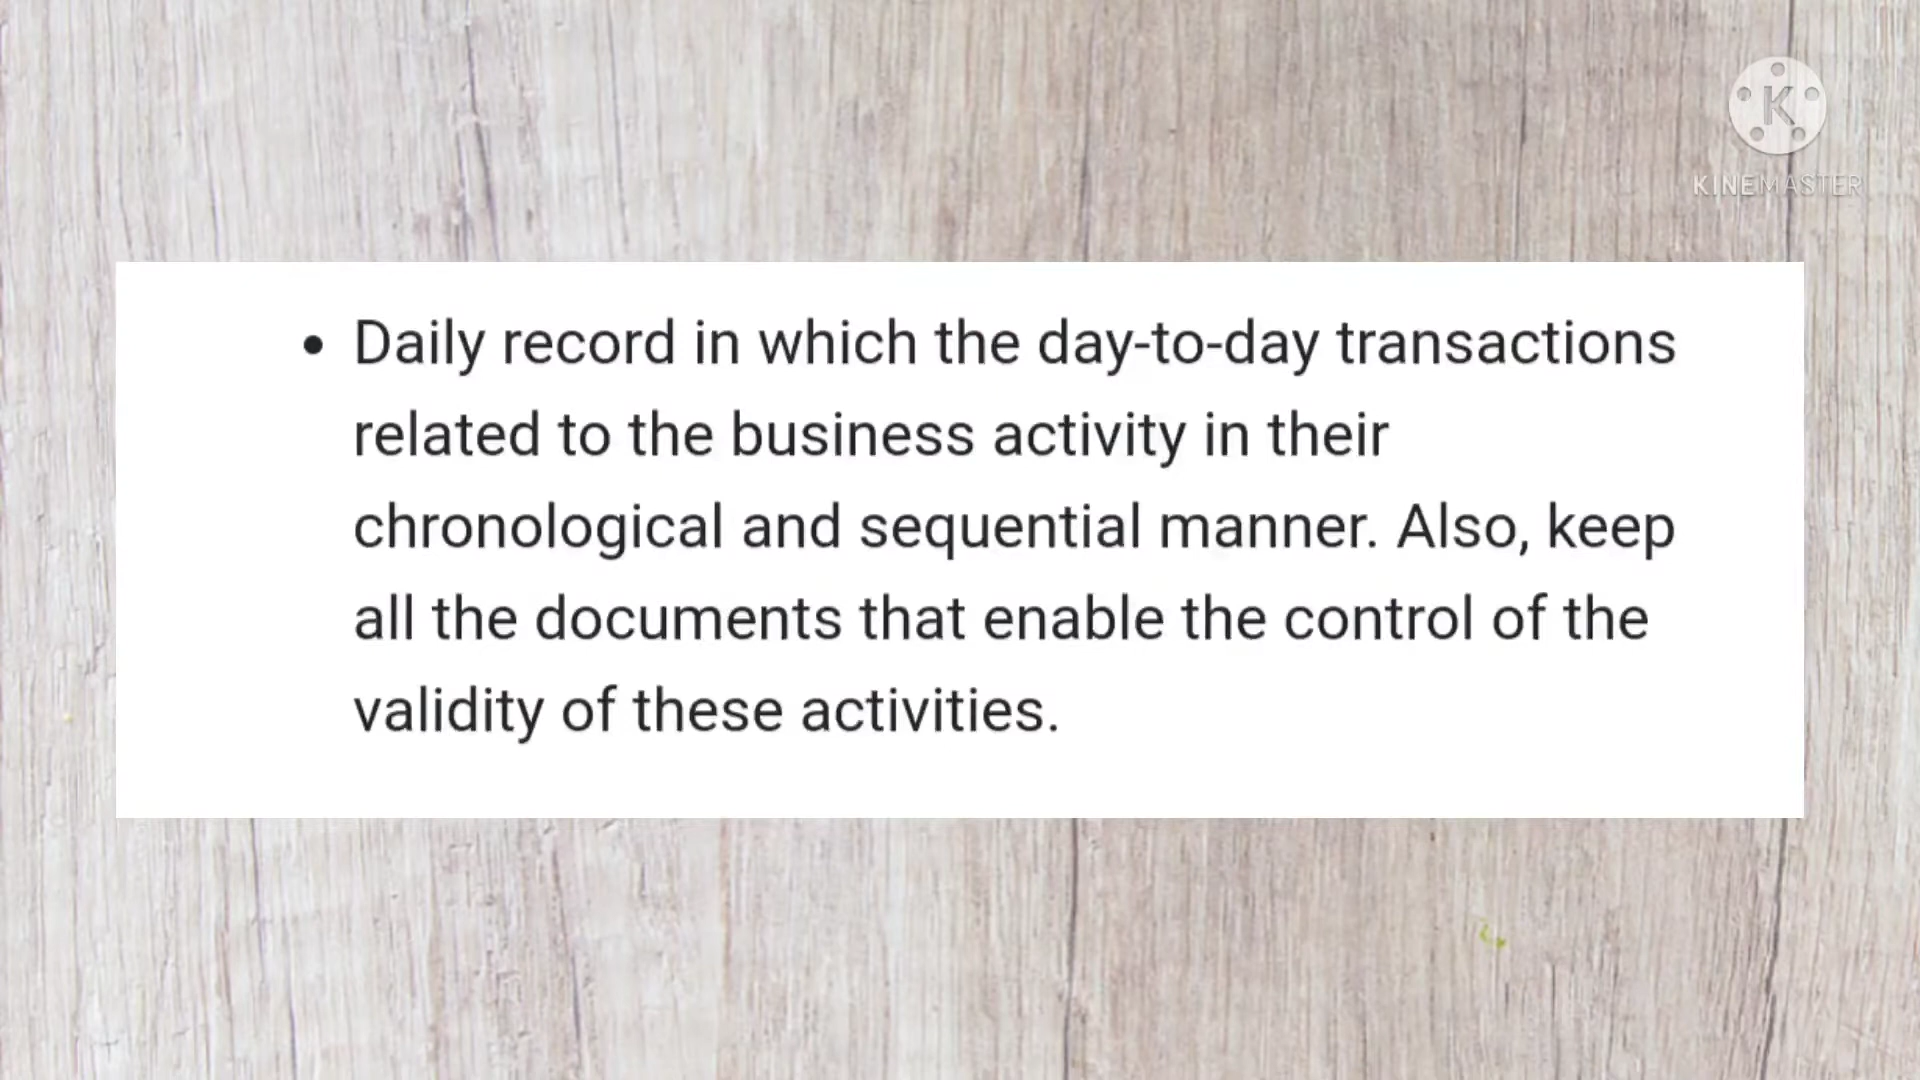 K
KINEMASTER
• Daily record in which the day-to-day transactions
related to the business activity in their
chronological and sequential manner. Also, keep
all the documents that enable the control of the
validity of these activities.